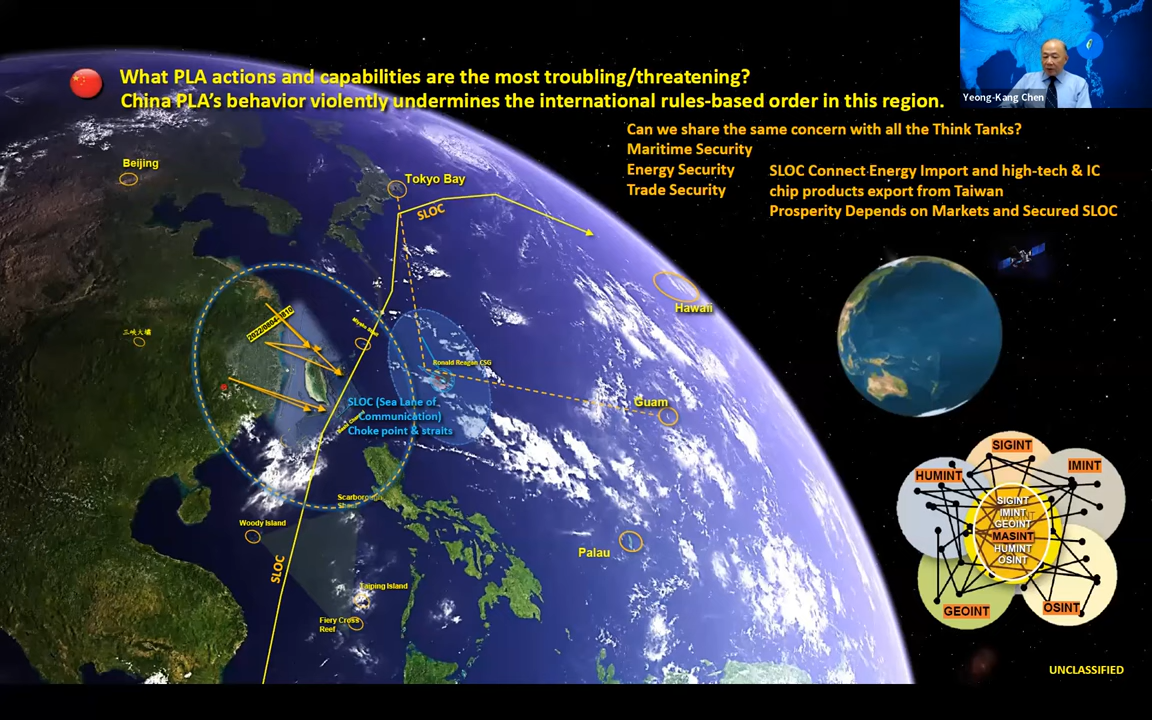 What PLA actions and capabilities are the most troubling/threatening?
China PLA's behavior violently undermines the international rules-based order in this region.
Yeong-Kang Chen
Can we share the same concern with all the Think Tanks?
Maritime Security
Energy Security
Trade Security
SLOC Connect Energy Import and high-tech & IC
chip products export from Taiwan
Prosperity Depends on Markets and Secured SLOC
Beijing
Tokyo Bay
SLOC
Hawaii
Ronald Reagan CSG
Guam
SLOC (Sea Lane of
Communication)
Choke point & straits
Scarborough
Woody Island
Palau
SLOC
Taiping Island
Fiery Cross
Reef
SIGINT
HUMINT
IMINT
SIGINT
IMINT
GEOINT
MASINT
HUMINT
OSINT
GEOINT
OSINT
UNCLASSIFIED